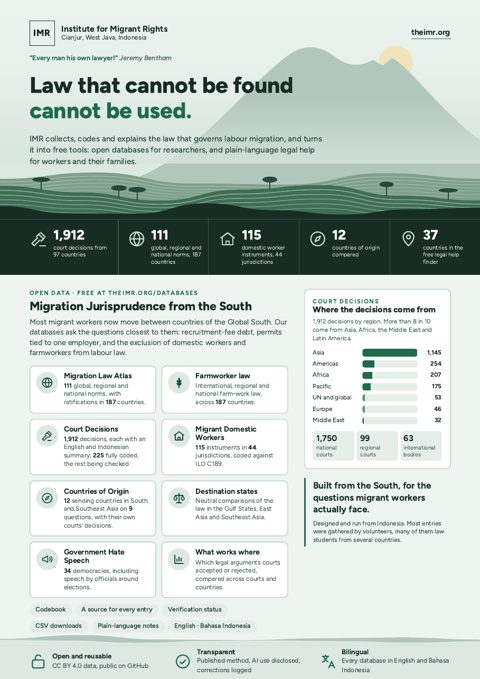 IMR
Institute for Migrant Rights
Cianjur, West Java, Indonesia
theimr.org
"Every man his own lawyer!" Jeremy Bentham
Law that cannot be found
cannot be used.
IMR collects, codes and explains the law that governs labour migration, and turns
it into free tools: open databases for researchers, and plain-language legal help
for workers and their families.
1,912
court decisions from
97 countries
111
global, regional and
national norms, 187
countries
115
domestic worker
instruments, 44
jurisdictions
12
countries of origin
compared
37
countries in the
free legal help
finder
OPEN DATA · FREE AT THEIMR.ORG/DATABASES
Migration Jurisprudence from the South
Most migrant workers now move between countries of the Global South. Our
databases ask the questions closest to them: recruitment-fee debt, permits
tied to one employer, and the exclusion of domestic workers and
farmworkers from labour law.
Migration Law Atlas
111 global, regional and
national norms, with
ratifications in 187 countries.
Farmworker law
International, regional and
national farm-work law,
across 187 countries.
Court Decisions
1,912 decisions, each with an
English and Indonesian
summary; 225 fully coded,
the rest being checked.
Migrant Domestic
Workers
115 instruments in 44
jurisdictions, coded against
ILO C189.
Countries of Origin
12 sending countries in South
and Southeast Asia on 9
questions, with their own
courts' decisions.
Destination states
Neutral comparisons of the
law in the Gulf States, East
Asia and Southeast Asia.
Government Hate
Speech
34 democracies, including
speech by officials around
elections.
What works where
Which legal arguments courts
accepted or rejected,
compared across courts and
countries.
Codebook
A source for every entry
Verification status
CSV downloads
Plain-language notes
English · Bahasa Indonesia
COURT DECISIONS
Where the decisions come from
1,912 decisions by region. More than 8 in 10
come from Asia, Africa, the Middle East and
Latin America.
Asia 1,145
Americas 254
Africa 207
Pacific 175
UN and global 53
Europe 46
Middle East 32
1,750
national
courts
99
regional
courts
63
international
bodies
Built from the South, for the
questions migrant workers
actually face.
Designed and run from Indonesia. Most entries
were gathered by volunteers, many of them law
students from several countries.
Open and reusable
CC BY 4.0 data, public on GitHub
Transparent
Published method, AI use disclosed,
corrections logged
Bilingual
Every database in English and Bahasa
Indonesia